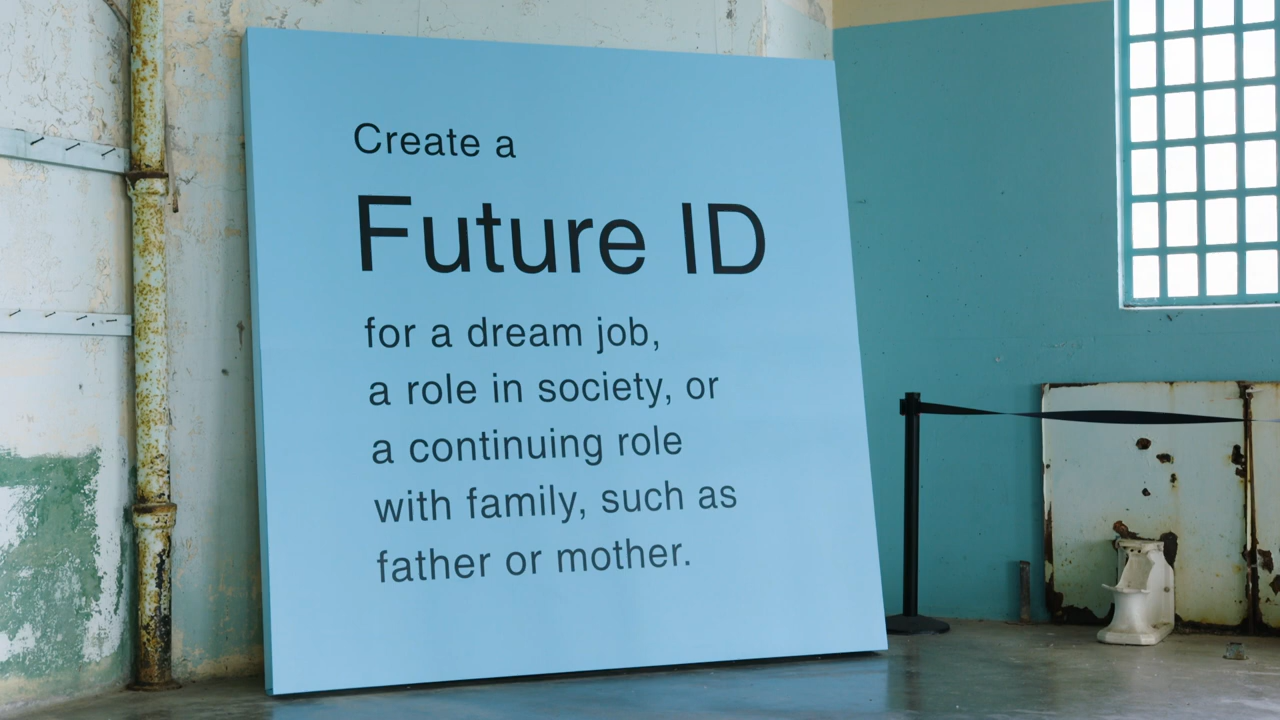 Create a
Future ID
for a dream job,
a role in society, or
a continuing role
with family, such as
father or mother.